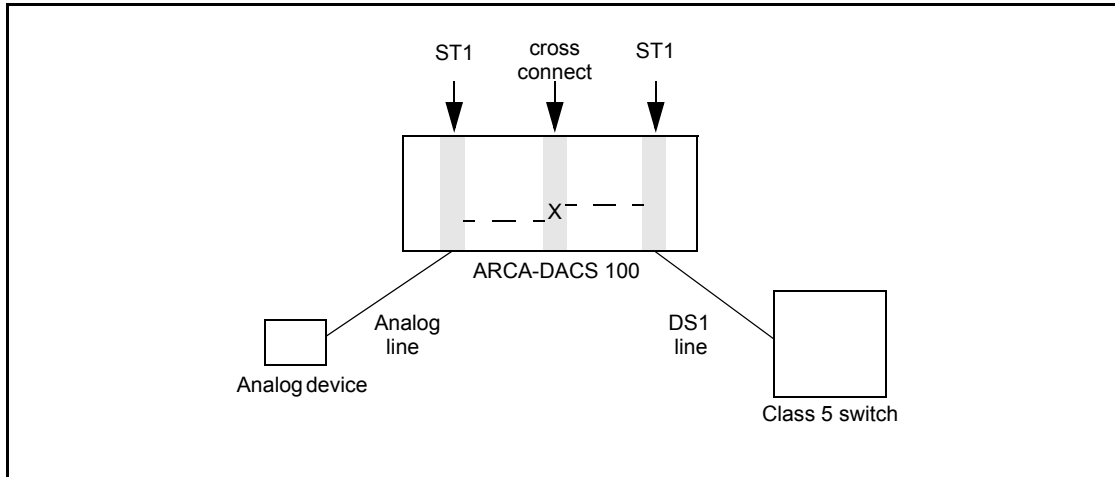 ST1
cross
connect
ST1
X
ARCA-DACS 100
Analog
line
DS1
line
Analog device
Class 5 switch